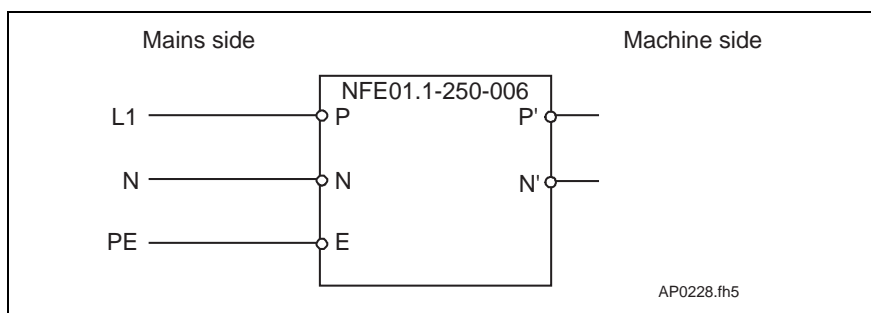 Mains side
Machine side
NFE01.1-250-006
L1
P
P'
N
N
N'
PE
E
AP0228.fh5